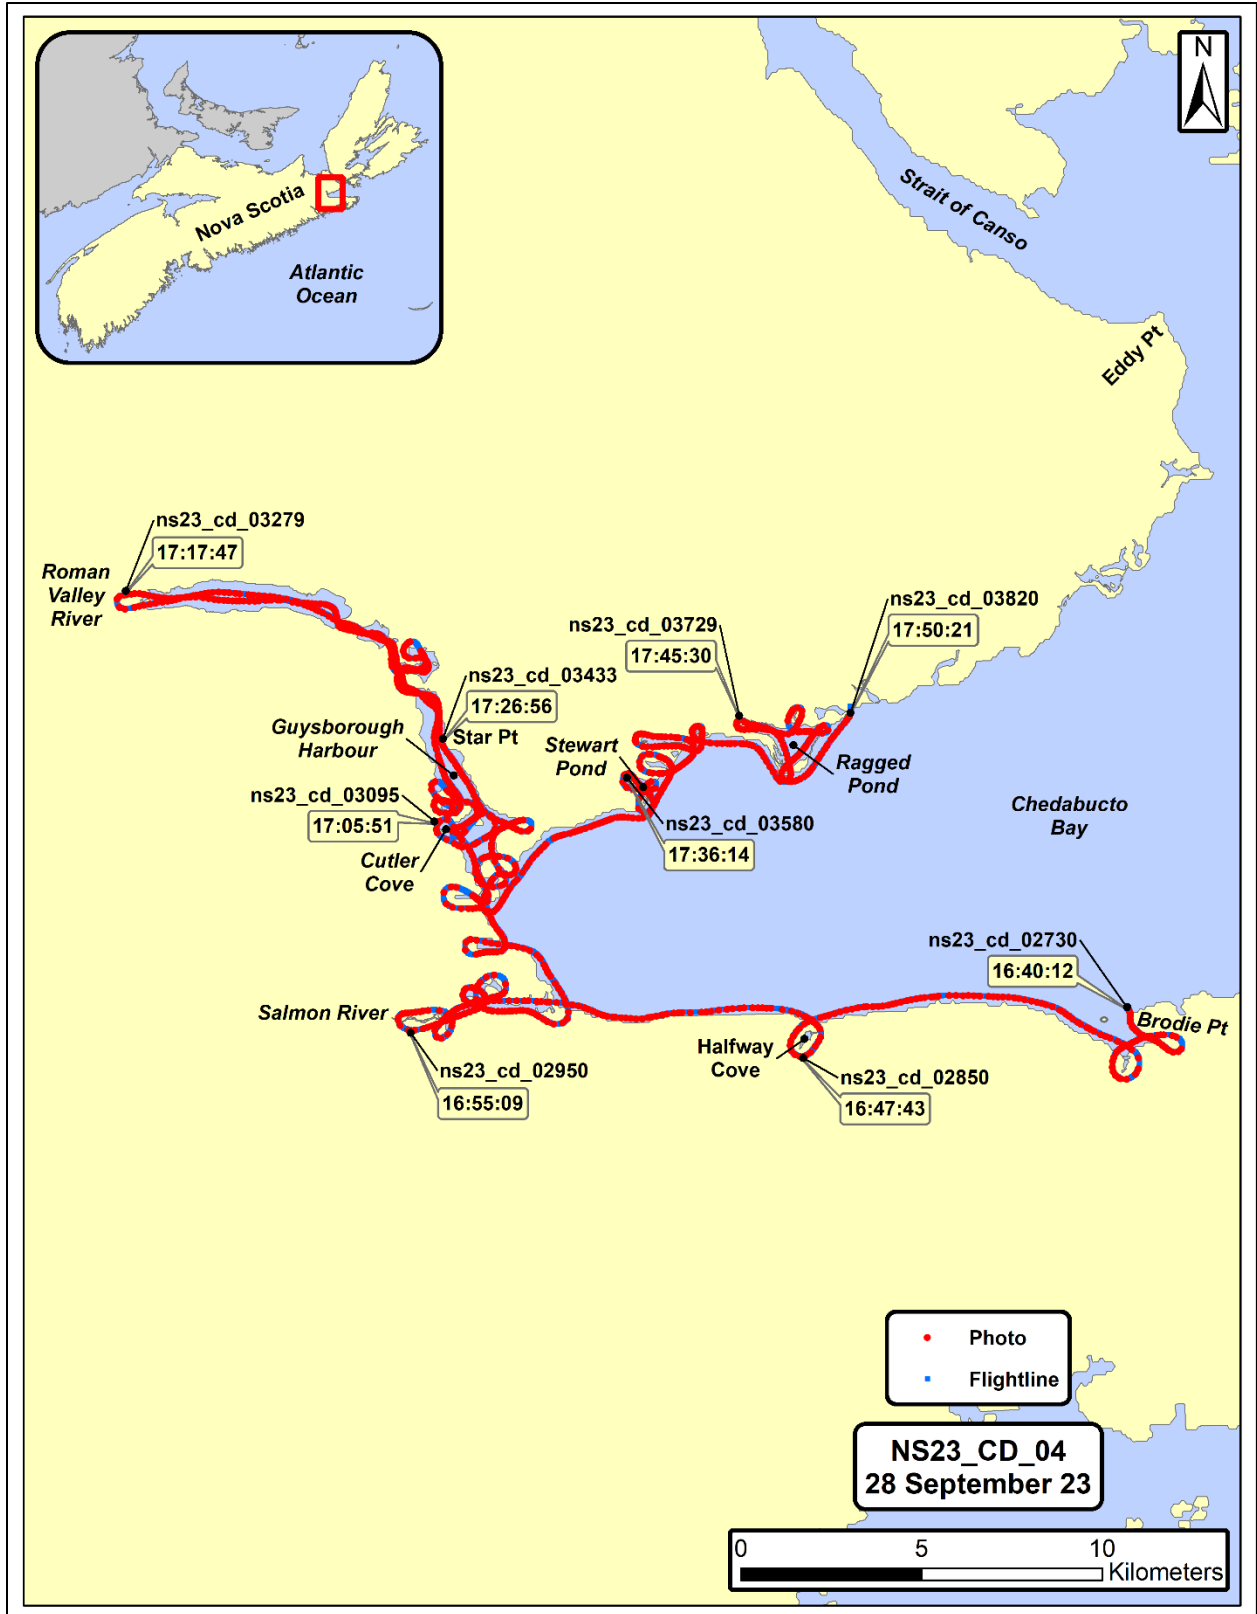 N
Nova Scotia
Atlantic
Ocean
Strait of Canso
Eddy Pt
ns23_cd_03279
17:17:47
Roman
Valley
River
ns23_cd_03820
17:50:21
ns23_cd_03729
17:45:30
ns23_cd_03433
17:26:56
Star Pt
Guysborough
Harbour
Stewart
Pond
Ragged
Pond
ns23_cd_03095
17:05:51
Cutler
Cove
ns23_cd_03580
17:36:14
Chedabucto
Bay
ns23_cd_02730
16:40:12
Brodie Pt
Salmon River
Halfway
Cove
ns23_cd_02950
16:55:09
ns23_cd_02850
16:47:43
Photo
Flightline
NS23_CD_04
28 September 23
0 5 10
Kilometers